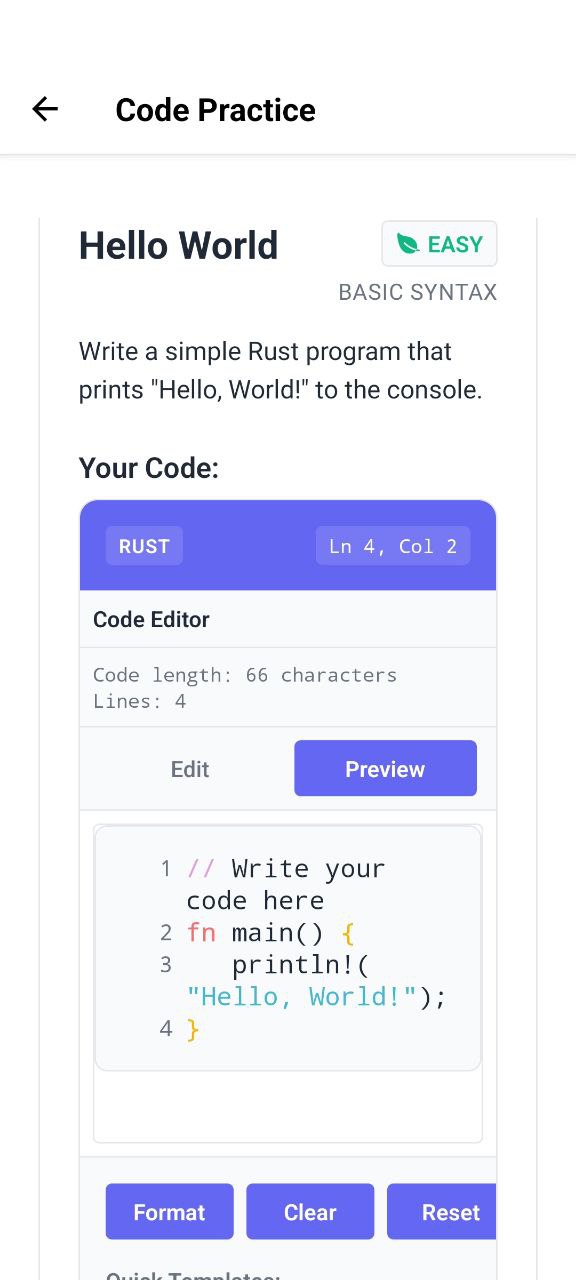 Code Practice
Hello World
EASY
BASIC SYNTAX
Write a simple Rust program that
prints "Hello, World!" to the console.
Your Code:
RUST
Ln 4, Col 2
Code Editor
Code length: 66 characters
Lines: 4
Edit
Preview
1 // Write your
code here
2 fn main() {
3    println!(
"Hello, World!");
4 }
Format
Clear
Reset
Quick Templates: